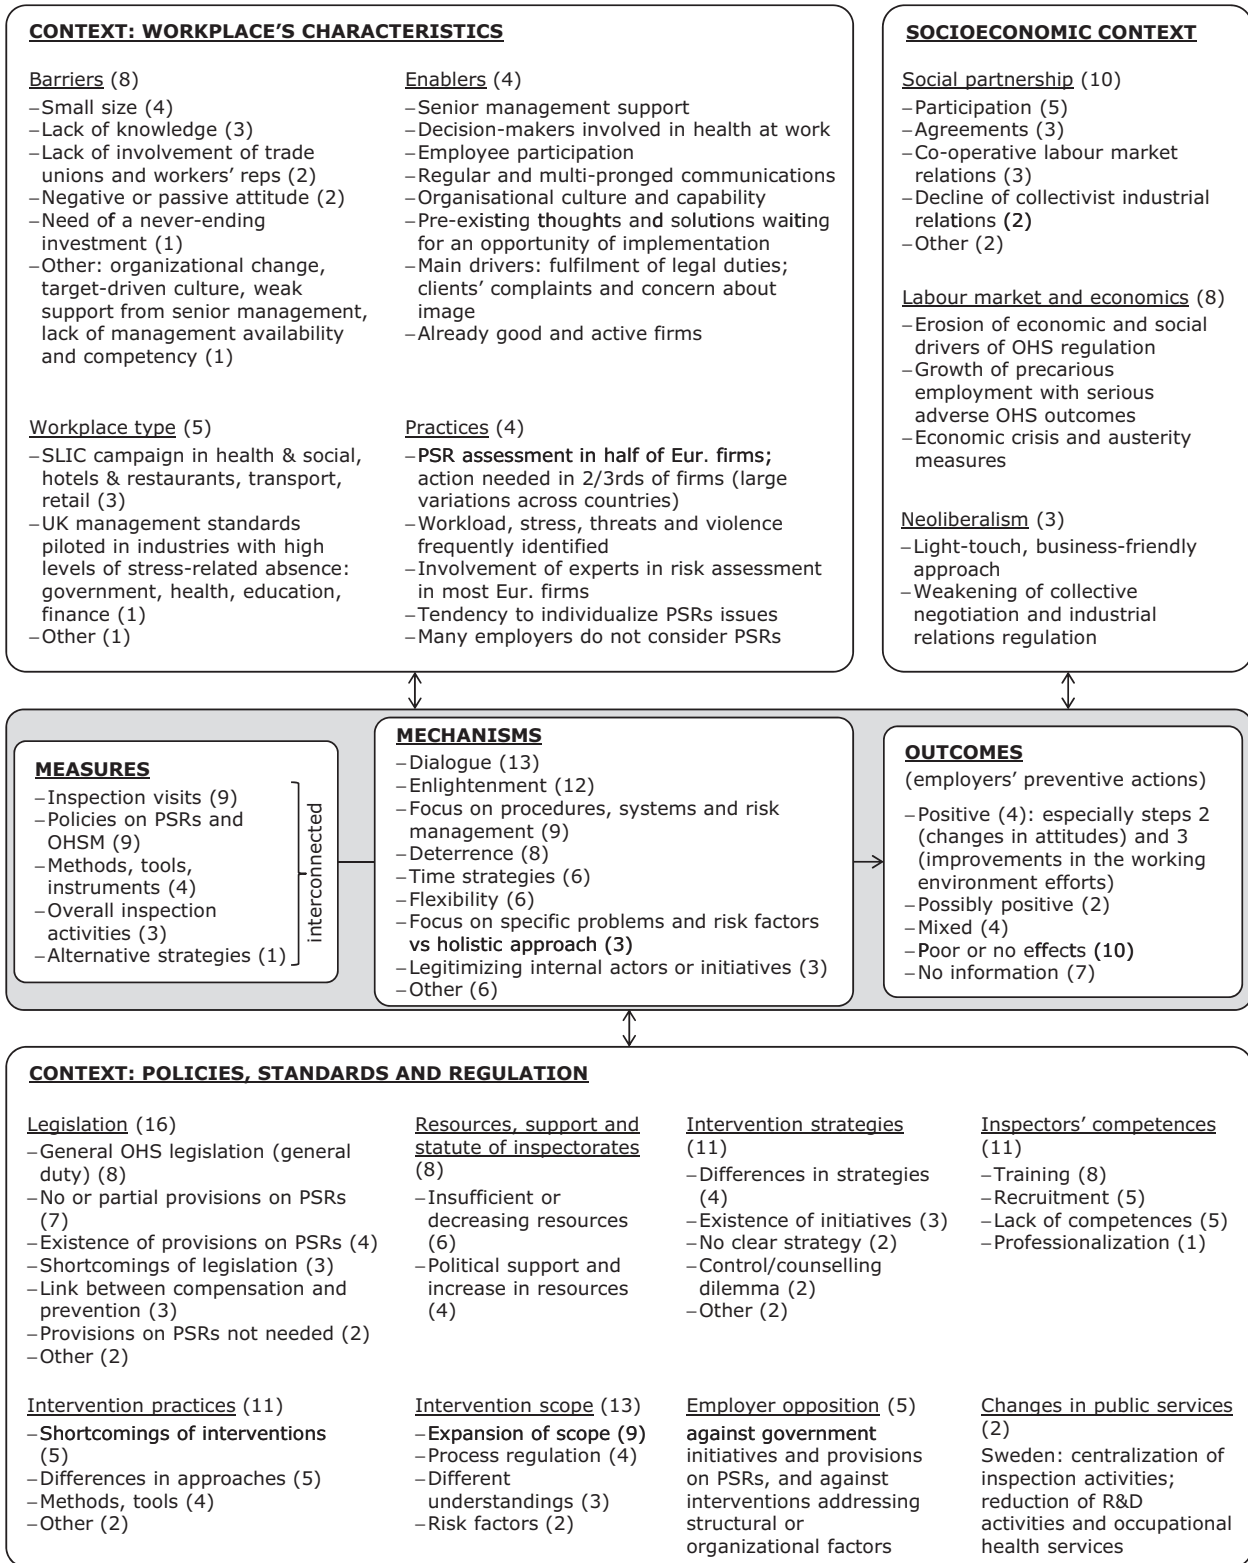 CONTEXT: WORKPLACE'S CHARACTERISTICS
Barriers (8)
–Small size (4)
–Lack of knowledge (3)
–Lack of involvement of trade
unions and workers' reps (2)
–Negative or passive attitude (2)
–Need of a never-ending
investment (1)
–Other: organizational change,
target-driven culture, weak
support from senior management,
lack of management availability
and competency (1)
Enablers (4)
–Senior management support
–Decision-makers involved in health at work
–Employee participation
–Regular and multi-pronged communications
–Organisational culture and capability
–Pre-existing thoughts and solutions waiting
for an opportunity of implementation
–Main drivers: fulfilment of legal duties;
clients' complaints and concern about
image
–Already good and active firms
Workplace type (5)
–SLIC campaign in health & social,
hotels & restaurants, transport,
retail (3)
–UK management standards
piloted in industries with high
levels of stress-related absence:
government, health, education,
finance (1)
–Other (1)
Practices (4)
–PSR assessment in half of Eur. firms;
action needed in 2/3rds of firms (large
variations across countries)
–Workload, stress, threats and violence
frequently identified
–Involvement of experts in risk assessment
in most Eur. firms
–Tendency to individualize PSRs issues
–Many employers do not consider PSRs
SOCIOECONOMIC CONTEXT
Social partnership (10)
–Participation (5)
–Agreements (3)
–Co-operative labour market
relations (3)
–Decline of collectivist industrial
relations (2)
–Other (2)
Labour market and economics (8)
–Erosion of economic and social
drivers of OHS regulation
–Growth of precarious
employment with serious
adverse OHS outcomes
–Economic crisis and austerity
measures
Neoliberalism (3)
–Light-touch, business-friendly
approach
–Weakening of collective
negotiation and industrial
relations regulation
MEASURES
–Inspection visits (9)
–Policies on PSRs and
OHSM (9)
–Methods, tools,
instruments (4)
–Overall inspection
activities (3)
–Alternative strategies (1)
interconnected
MECHANISMS
–Dialogue (13)
–Enlightenment (12)
–Focus on procedures, systems and risk
management (9)
–Deterrence (8)
–Time strategies (6)
–Flexibility (6)
–Focus on specific problems and risk factors
vs holistic approach (3)
–Legitimizing internal actors or initiatives (3)
–Other (6)
OUTCOMES
(employers' preventive actions)
–Positive (4): especially steps 2
(changes in attitudes) and 3
(improvements in the working
environment efforts)
–Possibly positive (2)
–Mixed (4)
–Poor or no effects (10)
–No information (7)
CONTEXT: POLICIES, STANDARDS AND REGULATION
Legislation (16)
–General OHS legislation (general
duty) (8)
–No or partial provisions on PSRs
(7)
–Existence of provisions on PSRs (4)
–Shortcomings of legislation (3)
–Link between compensation and
prevention (3)
–Provisions on PSRs not needed (2)
–Other (2)
Resources, support and
statute of inspectorates
(8)
–Insufficient or
decreasing resources
(6)
–Political support and
increase in resources
(4)
Intervention strategies
(11)
–Differences in strategies
(4)
–Existence of initiatives (3)
–No clear strategy (2)
–Control/counselling
dilemma (2)
–Other (2)
Inspectors' competences
(11)
–Training (8)
–Recruitment (5)
–Lack of competences (5)
–Professionalization (1)
Intervention practices (11)
–Shortcomings of interventions
(5)
–Differences in approaches (5)
–Methods, tools (4)
–Other (2)
Intervention scope (13)
–Expansion of scope (9)
–Process regulation (4)
–Different
understandings (3)
–Risk factors (2)
Employer opposition (5)
against government
initiatives and provisions
on PSRs, and against
interventions addressing
structural or
organizational factors
Changes in public services
(2)
Sweden: centralization of
inspection activities;
reduction of R&D
activities and occupational
health services